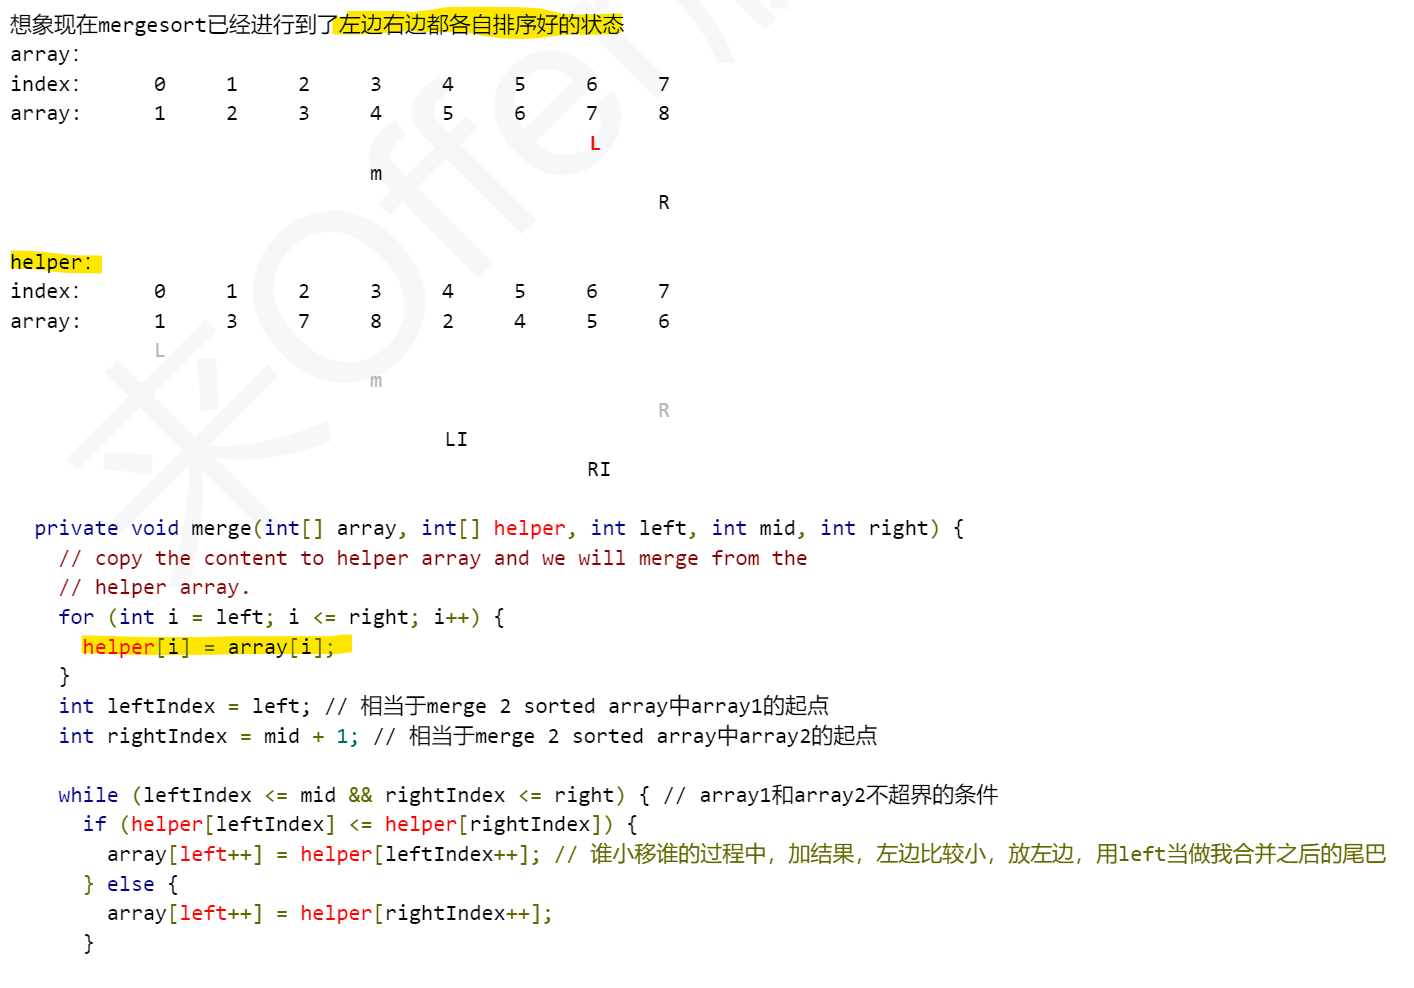 想象现在mergesort已经进行到了左边右边都各自排序好的状态
array:
index: 0 1 2 3 4 5 6 7
array: 1 2 3 4 5 6 7 8
L
m
R
helper:
index: 0 1 2 3 4 5 6 7
array: 1 3 7 8 2 4 5 6
L
m
R
LI
RI
private void merge(int[] array, int[] helper, int left, int mid, int right) {
// copy the content to helper array and we will merge from the
// helper array.
for (int i = left; i <= right; i++) {
helper[i] = array[i];
}
int leftIndex = left; // 相当于merge 2 sorted array中array1的起点
int rightIndex = mid + 1; // 相当于merge 2 sorted array中array2的起点
while (leftIndex <= mid && rightIndex <= right) { // array1和array2不超界的条件
if (helper[leftIndex] <= helper[rightIndex]) {
array[left++] = helper[leftIndex++]; // 谁小移谁的过程中，加结果，左边比较小，放左边，用left当做我合并之后的尾巴
} else {
array[left++] = helper[rightIndex++];
}
来Offer